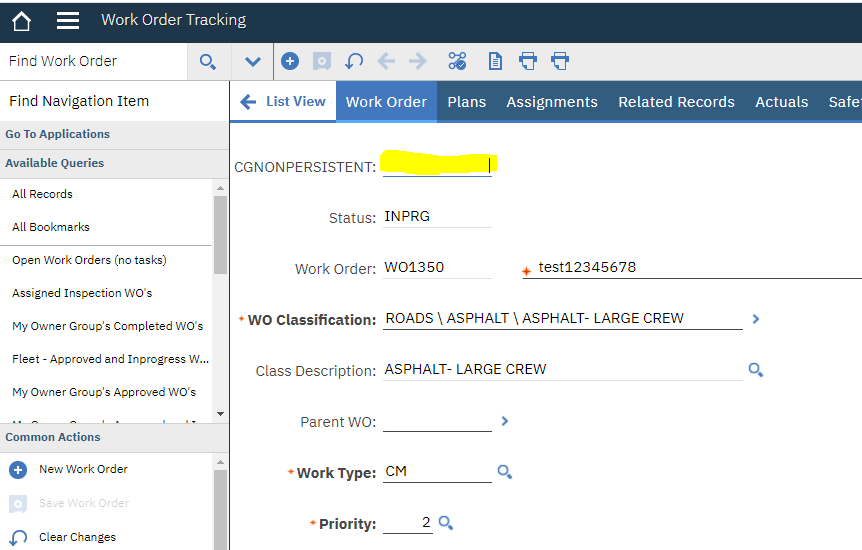 Work Order Tracking
Find Work Order
Find Navigation Item
Go To Applications
Available Queries
All Records
All Bookmarks
Open Work Orders (no tasks)
Assigned Inspection WO's
My Owner Group's Completed WO's
Fleet - Approved and Inprogress W...
My Owner Group's Approved WO's
Common Actions
New Work Order
Save Work Order
Clear Changes
List View Work Order Plans Assignments Related Records Actuals Safe
CGNONPERSISTENT:
Status: INPRG
Work Order: WO1350 test12345678
WO Classification: ROADS \ ASPHALT \ ASPHALT- LARGE CREW
Class Description: ASPHALT- LARGE CREW
Parent WO:
Work Type: CM
Priority: 2